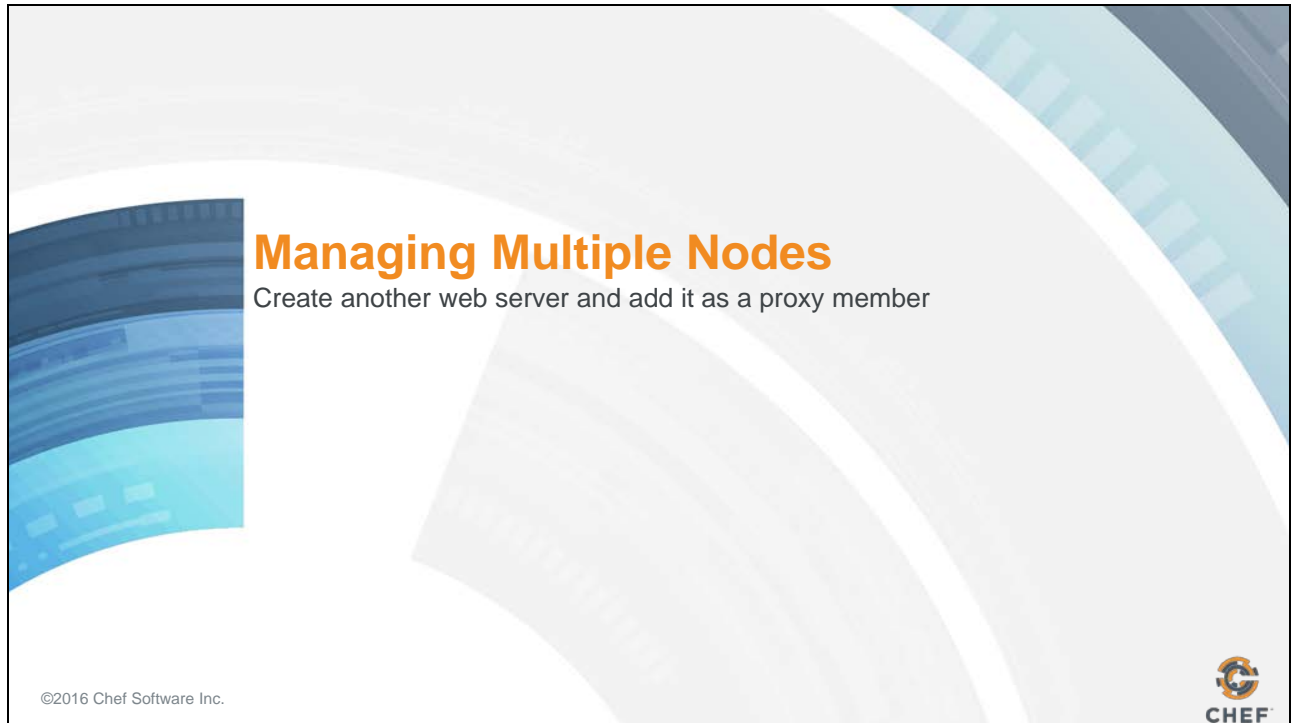 Managing Multiple Nodes
Create another web server and add it as a proxy member
©2016 Chef Software Inc.
CHEF